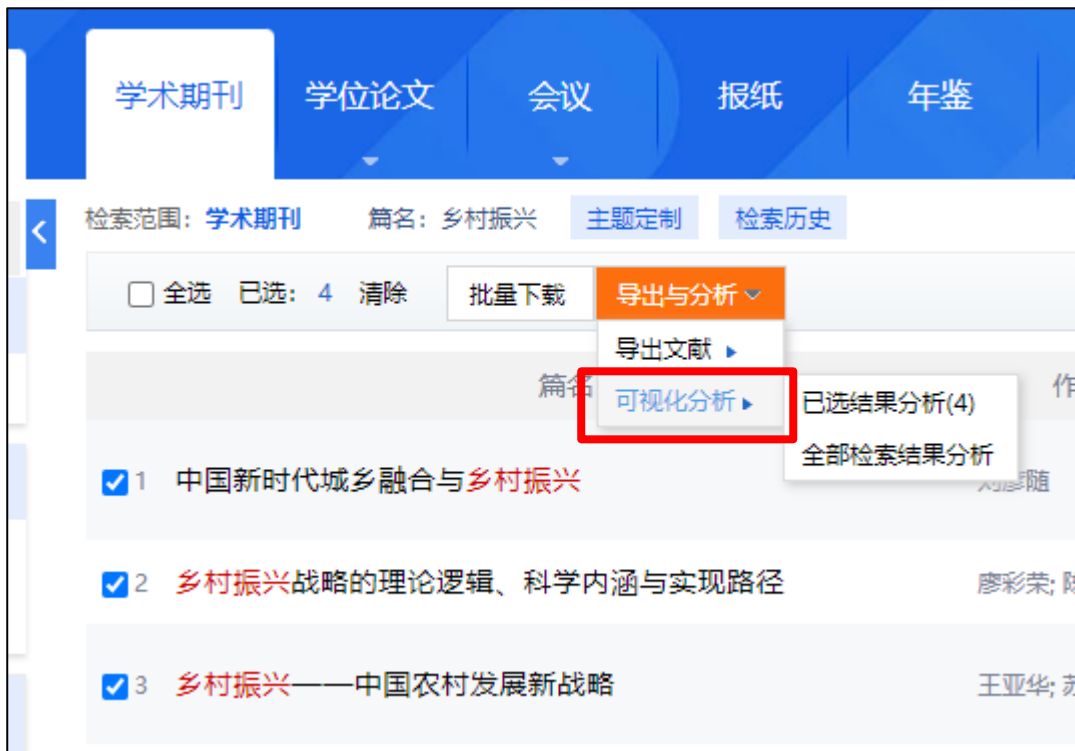 学术期刊 学位论文 会议 报纸 年鉴
检索范围：学术期刊 篇名：乡村振兴 主题定制 检索历史
全选 已选：4 清除 批量下载 导出与分析
导出文献
篇名 可视化分析 已选结果分析(4) 作
全部检索结果分析
1 中国新时代城乡融合与乡村振兴 刘彦随
2 乡村振兴战略的理论逻辑、科学内涵与实现路径 廖彩荣;
3 乡村振兴——中国农村发展新战略 王亚华;